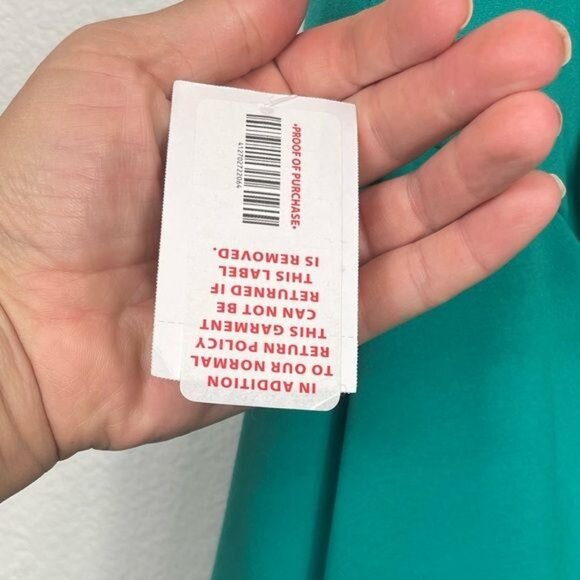 IN ADDITION
TO OUR NORMAL
RETURN POLICY
THIS GARMENT
CAN NOT BE
RETURNED IF
THIS LABEL
IS REMOVED.
•PROOF OF PURCHASE•
412702722064